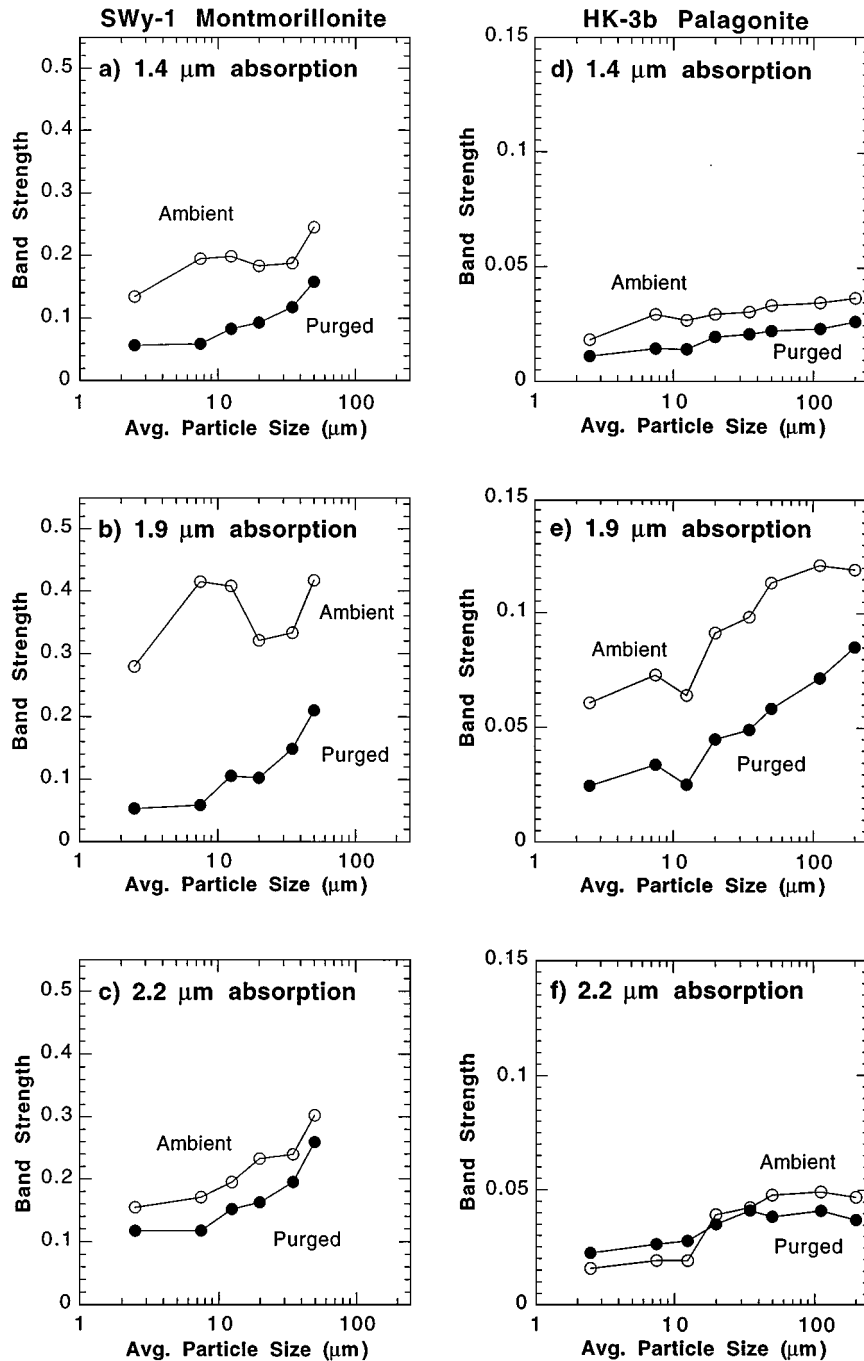 SWy-1 Montmorillonite
a) 1.4 μm absorption
0.5
0.4
0.3
0.2
0.1
0
Band Strength
Ambient
Purged
1 10 100
Avg. Particle Size (μm)
b) 1.9 μm absorption
0.5
0.4
0.3
0.2
0.1
0
Band Strength
Ambient
Purged
1 10 100
Avg. Particle Size (μm)
c) 2.2 μm absorption
0.5
0.4
0.3
0.2
0.1
0
Band Strength
Ambient
Purged
1 10 100
Avg. Particle Size (μm)
HK-3b Palagonite
d) 1.4 μm absorption
0.15
0.1
0.05
0
Band Strength
Ambient
Purged
1 10 100
Avg. Particle Size (μm)
e) 1.9 μm absorption
0.15
0.1
0.05
0
Band Strength
Ambient
Purged
1 10 100
Avg. Particle Size (μm)
f) 2.2 μm absorption
0.15
0.1
0.05
0
Band Strength
Ambient
Purged
1 10 100
Avg. Particle Size (μm)